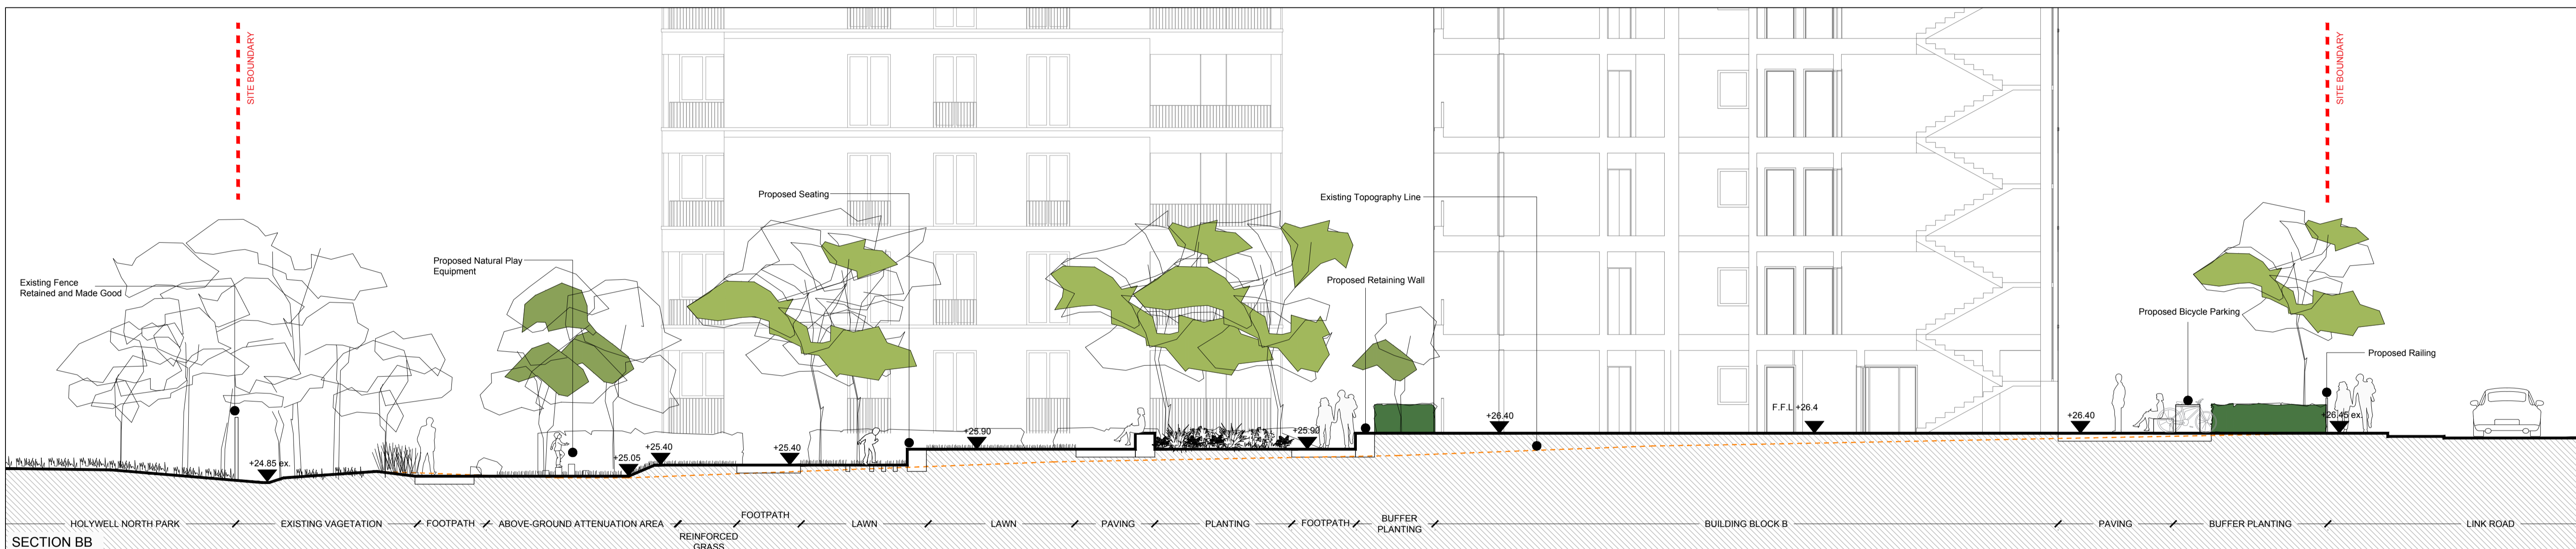 SITE BOUNDARY
SITE BOUNDARY
Proposed Seating
Existing Topography Line
Proposed Natural Play
Equipment
Existing Fence
Retained and Made Good
Proposed Retaining Wall
Proposed Bicycle Parking
Proposed Railing
+24.85 ex.
+25.05
+25.40
+25.40
+25.90
+25.90
+26.40
F.F.L +26.4
+26.40
+26.45 ex.
HOLYWELL NORTH PARK
EXISTING VAGETATION
FOOTPATH
ABOVE-GROUND ATTENUATION AREA
REINFORCED
GRASS
FOOTPATH
LAWN
LAWN
PAVING
PLANTING
FOOTPATH
BUFFER
PLANTING
BUILDING BLOCK B
PAVING
BUFFER PLANTING
LINK ROAD
SECTION BB